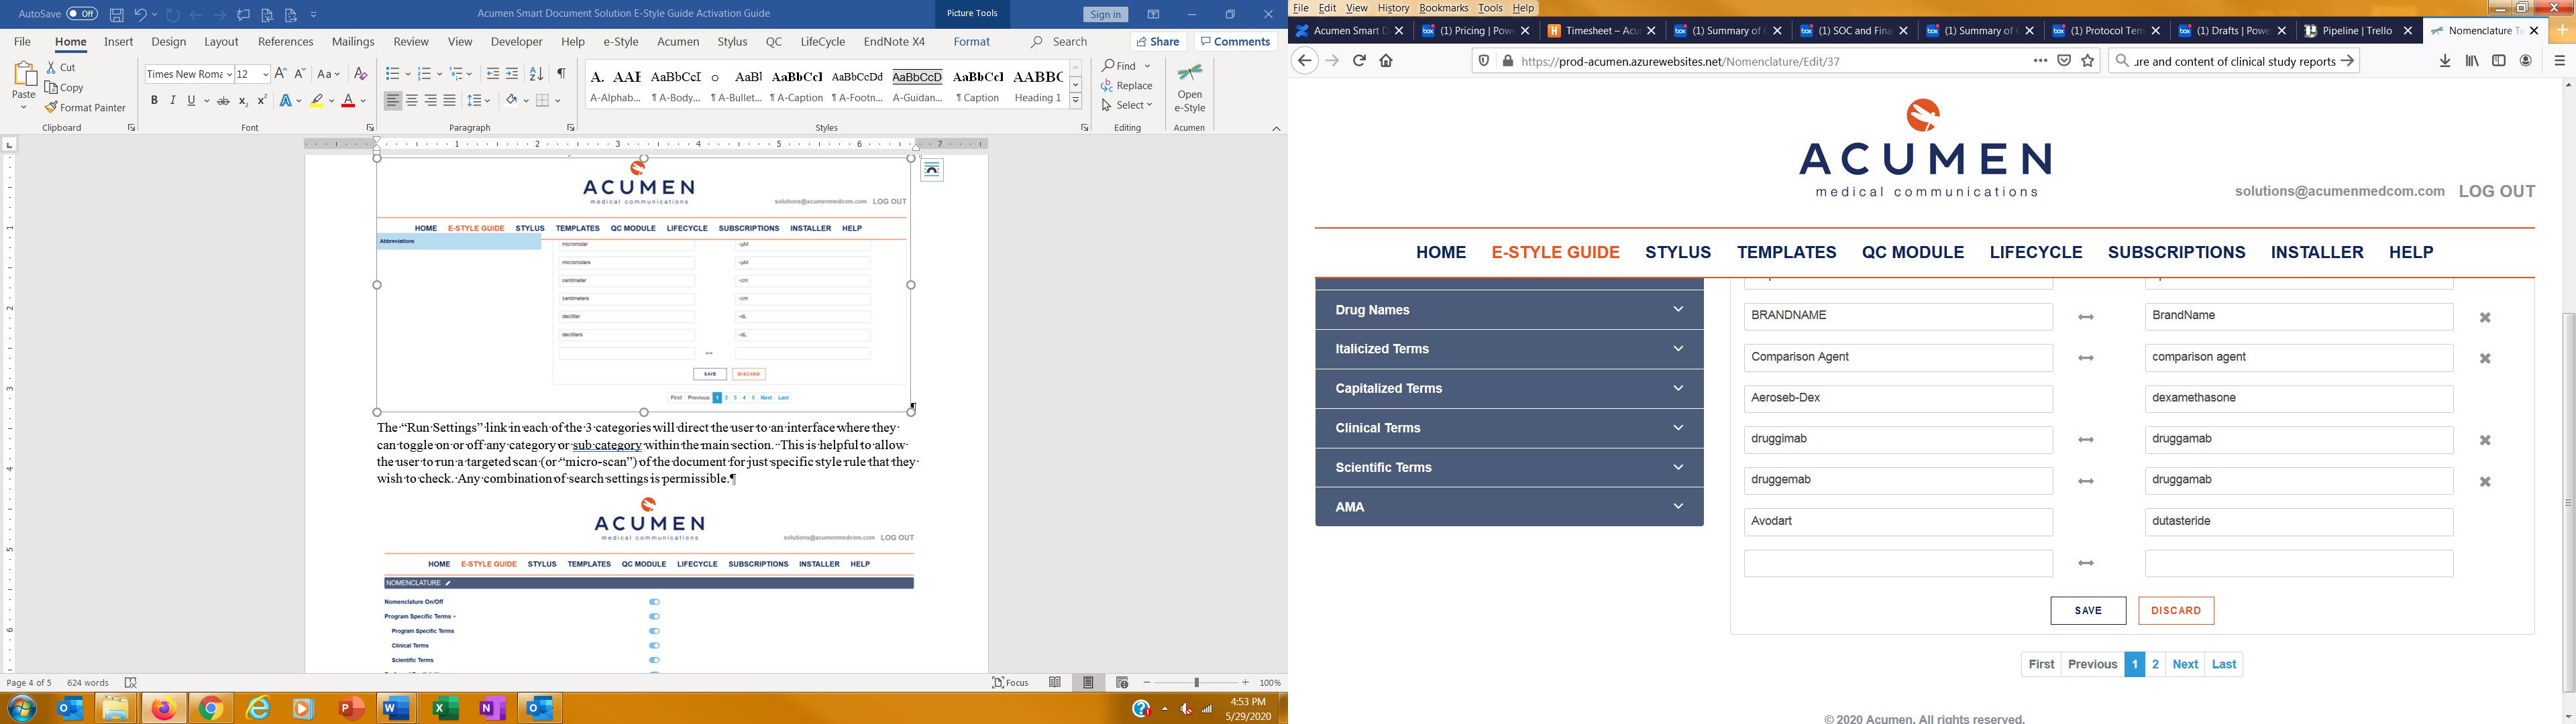 AutoSave Off
Acumen Smart Document Solution E-Style Guide Activation Guide
Picture Tools
Sign in
File Home Insert Design Layout References Mailings Review View Developer Help e-Style Acumen Stylus QC LifeCycle EndNote X4 Format Search Share Comments
Paste
Cut
Copy
Format Painter
Clipboard
Times New Roma 12
Font
Paragraph
A-Alphab... ¶ A-Body... ¶ A-Bullet... ¶ A-Caption ¶ A-Footn... A-Guidan... ¶ Caption Heading 1
Styles
Find
Replace
Select
Editing
Open
e-Style
Acumen
ACUMEN
medical communications
solutions@acumenmedcom.com LOG OUT
HOME E-STYLE GUIDE STYLUS TEMPLATES QC MODULE LIFECYCLE SUBSCRIPTIONS INSTALLER HELP
Abbreviations
micromolar -µM
micromolars -µM
centimeter -cm
centimeters -cm
deciliter -dL
deciliters -dL
SAVE DISCARD
First Previous 1 2 3 4 5 Next Last
The "Run Settings" link in each of the 3 categories will direct the user to an interface where they
can toggle on or off any category or sub category within the main section. This is helpful to allow
the user to run a targeted scan (or "micro-scan") of the document for just specific style rule that they
wish to check. Any combination of search settings is permissible.¶
ACUMEN
medical communications
solutions@acumenmedcom.com LOG OUT
HOME E-STYLE GUIDE STYLUS TEMPLATES QC MODULE LIFECYCLE SUBSCRIPTIONS INSTALLER HELP
NOMENCLATURE
Nomenclature On/Off
Program Specific Terms
Program Specific Terms
Clinical Terms
Scientific Terms
Page 4 of 5 624 words
Focus
100%
4:53 PM
5/29/2020
File Edit View History Bookmarks Tools Help
Acumen Smart D
(1) Pricing | Pow
Timesheet – Acu
(1) Summary of C
(1) SOC and Fina
(1) Summary of C
(1) Protocol Tem
(1) Drafts | Powe
Pipeline | Trello
Nomenclature Te
https://prod-acumen.azurewebsites.net/Nomenclature/Edit/37
ure and content of clinical study reports
ACUMEN
medical communications
solutions@acumenmedcom.com LOG OUT
HOME E-STYLE GUIDE STYLUS TEMPLATES QC MODULE LIFECYCLE SUBSCRIPTIONS INSTALLER HELP
Drug Names
Italicized Terms
Capitalized Terms
Clinical Terms
Scientific Terms
AMA
BRANDNAME BrandName
Comparison Agent comparison agent
Aeroseb-Dex dexamethasone
druggimab druggamab
druggemab druggamab
Avodart dutasteride
SAVE DISCARD
First Previous 1 2 Next Last
© 2020 Acumen. All rights reserved.